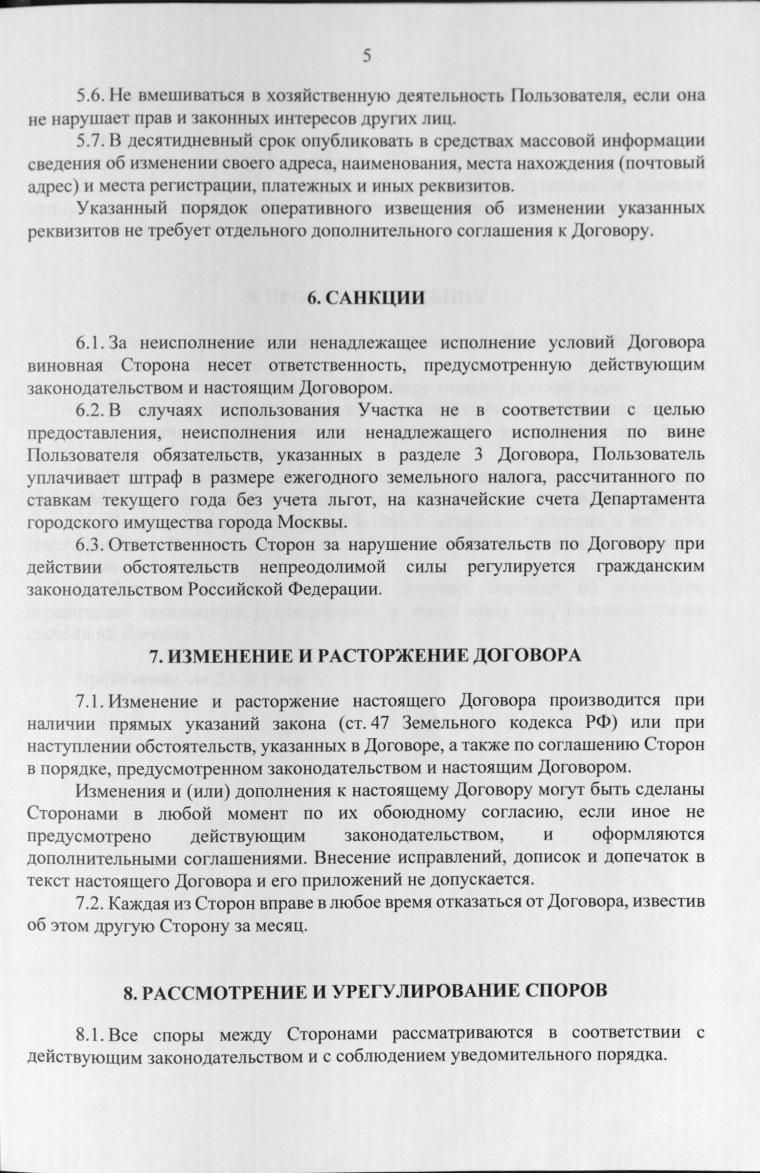 5
5.6. Не вмешиваться в хозяйственную деятельность Пользователя, если она
не нарушает прав и законных интересов других лиц.
5.7. В десятидневный срок опубликовать в средствах массовой информации
сведения об изменении своего адреса, наименования, места нахождения (почтовый
адрес) и места регистрации, платежных и иных реквизитов.
Указанный порядок оперативного извещения об изменении указанных
реквизитов не требует отдельного дополнительного соглашения к Договору.
6. САНКЦИИ
6.1. За неисполнение или ненадлежащее исполнение условий Договора
виновная Сторона несет ответственность, предусмотренную действующим
законодательством и настоящим Договором.
6.2. В случаях использования Участка не в соответствии с целью
предоставления, неисполнения или ненадлежащего исполнения по вине
Пользователя обязательств, указанных в разделе 3 Договора, Пользователь
уплачивает штраф в размере ежегодного земельного налога, рассчитанного по
ставкам текущего года без учета льгот, на казначейские счета Департамента
городского имущества города Москвы.
6.3. Ответственность Сторон за нарушение обязательств по Договору при
действии обстоятельств непреодолимой силы регулируется гражданским
законодательством Российской Федерации.
7. ИЗМЕНЕНИЕ И РАСТОРЖЕНИЕ ДОГОВОРА
7.1. Изменение и расторжение настоящего Договора производится при
наличии прямых указаний закона (ст. 47 Земельного кодекса РФ) или при
наступлении обстоятельств, указанных в Договоре, а также по соглашению Сторон
в порядке, предусмотренном законодательством и настоящим Договором.
Изменения и (или) дополнения к настоящему Договору могут быть сделаны
Сторонами в любой момент по их обоюдному согласию, если иное не
предусмотрено действующим законодательством, и оформляются
дополнительными соглашениями. Внесение исправлений, дописок и допечаток в
текст настоящего Договора и его приложений не допускается.
7.2. Каждая из Сторон вправе в любое время отказаться от Договора, известив
об этом другую Сторону за месяц.
8. РАССМОТРЕНИЕ И УРЕГУЛИРОВАНИЕ СПОРОВ
8.1. Все споры между Сторонами рассматриваются в соответствии с
действующим законодательством и с соблюдением уведомительного порядка.